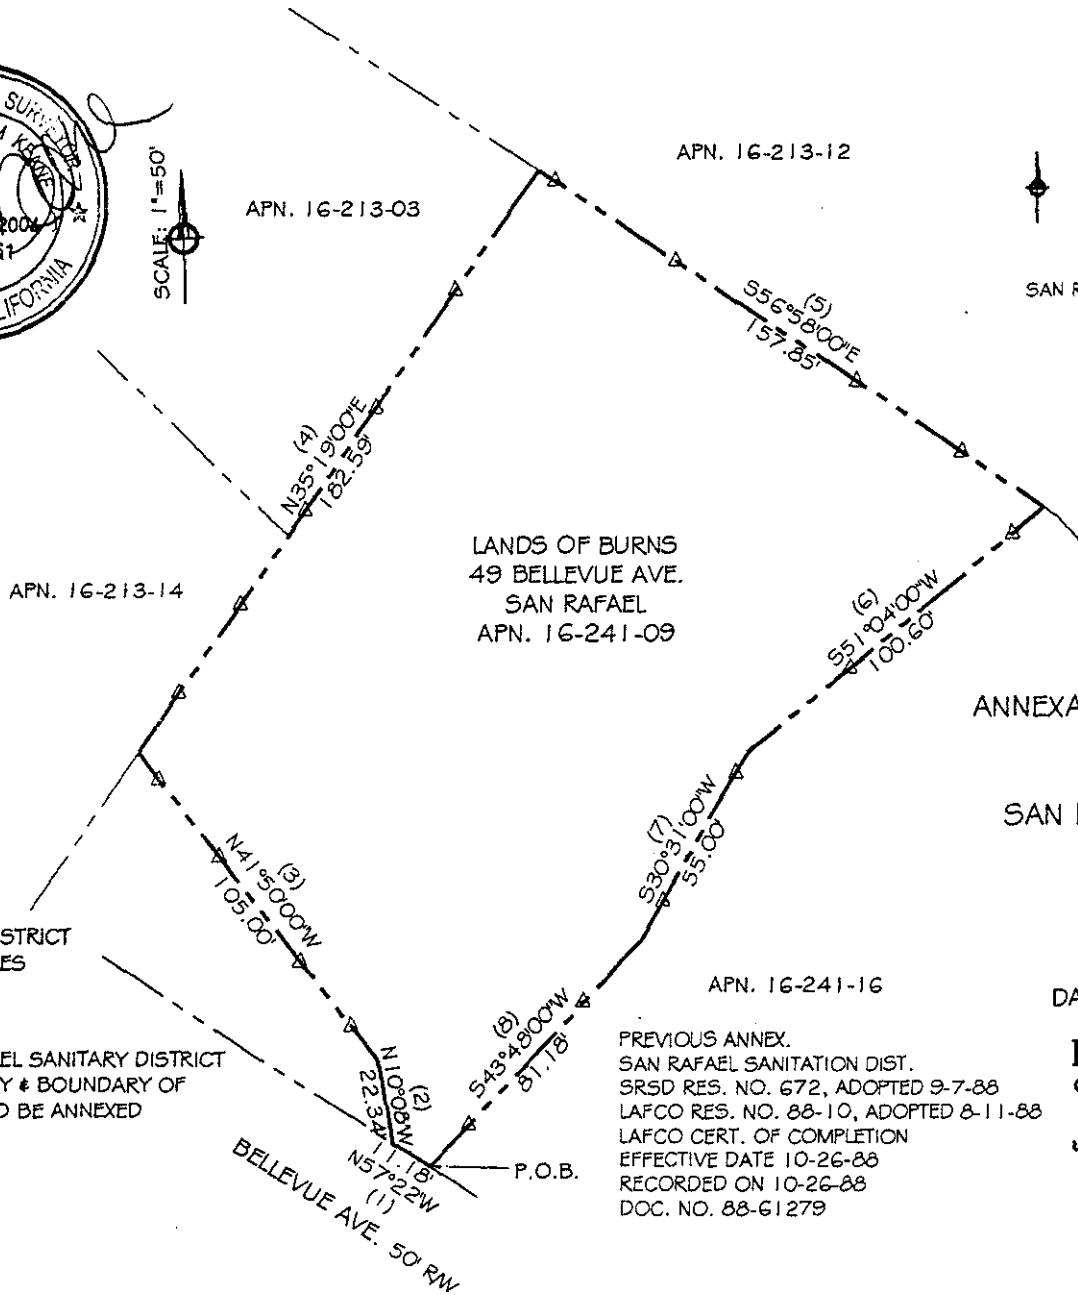 SURVEYOR
KEANE
CALIFORNIA
SCALE: 1"=50'
APN. 16-213-03
APN. 16-213-12
SAN R
(5)
S56°58'00"E
157.85'
(4)
N35°19'00"E
182.59'
LANDS OF BURNS
49 BELLEVUE AVE.
SAN RAFAEL
APN. 16-241-09
APN. 16-213-14
(6)
S51°04'00"W
100.60'
ANNEXA
SAN
(7)
S30°31'00"W
55.00'
(3)
N41°50'00"W
105.00'
STRICT
ES
APN. 16-241-16
DA
(8)
S43°48'00"W
81.18'
EL SANITARY DISTRICT
Y & BOUNDARY OF
O BE ANNEXED
(2)
N10°08'W
22.34'
11.18'
N57°22'W
(1)
P.O.B.
BELLEVUE AVE. 50' R/W
PREVIOUS ANNEX.
SAN RAFAEL SANITATION DIST.
SRSD RES. NO. 672, ADOPTED 9-7-88
LAFCO RES. NO. 88-10, ADOPTED 8-11-88
LAFCO CERT. OF COMPLETION
EFFECTIVE DATE 10-26-88
RECORDED ON 10-26-88
DOC. NO. 88-61279